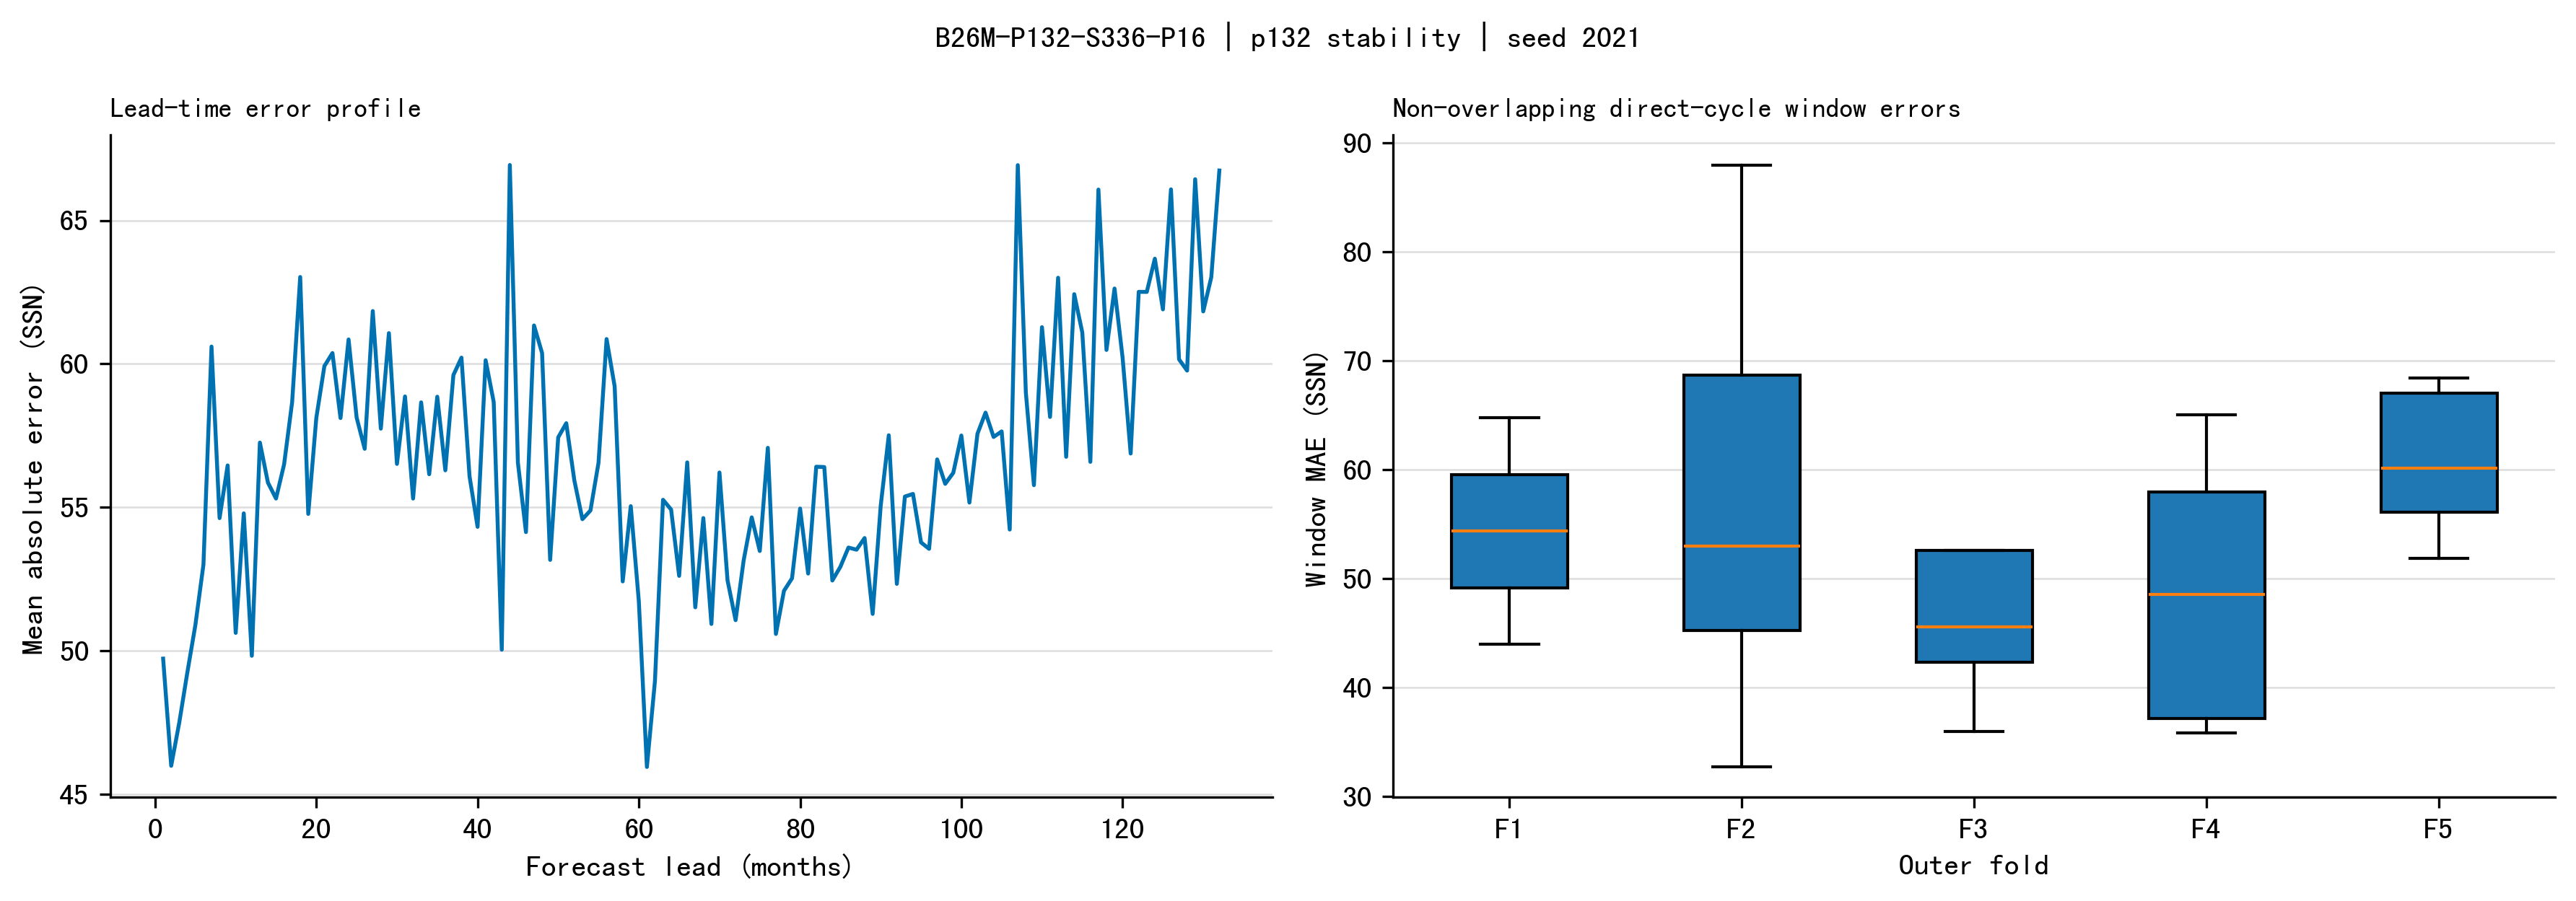 B26M-P132-S336-P16 | p132 stability | seed 2021
Lead-time error profile
Mean absolute error (SSN)
65
60
55
50
45
0 20 40 60 80 100 120
Forecast lead (months)
Non-overlapping direct-cycle window errors
Window MAE (SSN)
90
80
70
60
50
40
30
F1 F2 F3 F4 F5
Outer fold